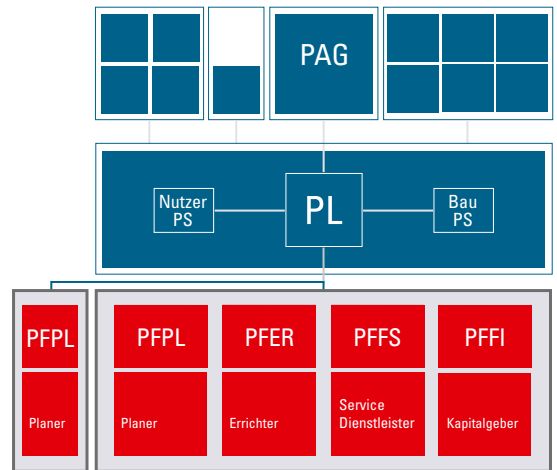 PAG
Nutzer
PS
PL
Bau
PS
PFPL
PFPL
PFER
PFFS
PFFI
Planer
Planer
Errichter
Service
Dienstleister
Kapitalgeber